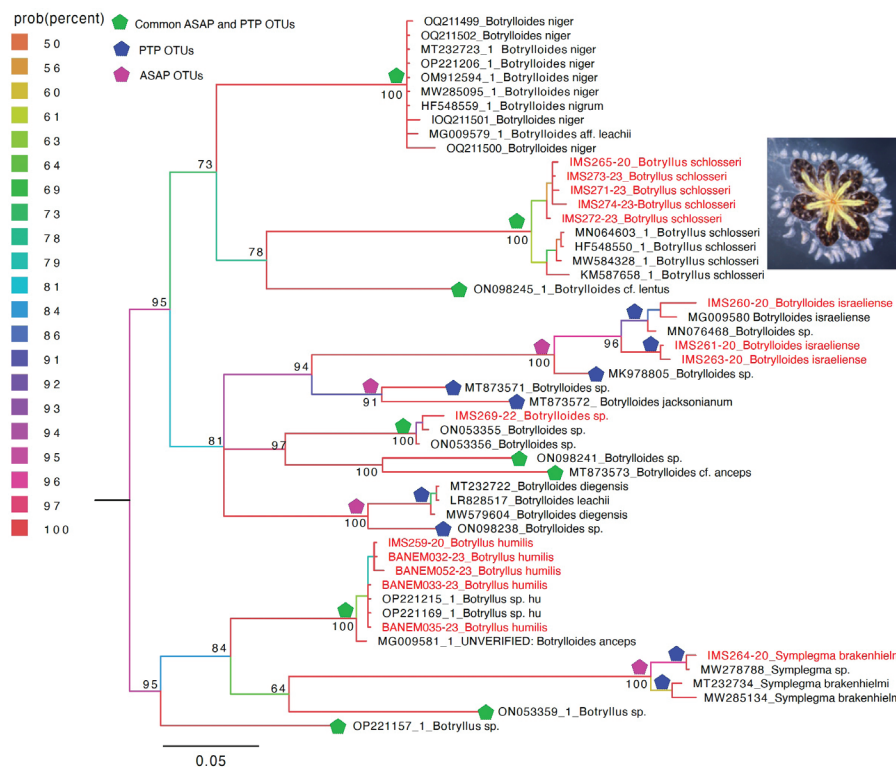 prob(percent)
50
56
60
61
63
64
69
73
78
79
81
84
86
91
92
93
94
95
96
97
100
Common ASAP and PTP OTUs
PTP OTUs
ASAP OTUs
OQ211499_Botrylloides niger
OQ211502_Botrylloides niger
MT232723_1_Botrylloides niger
OP221206_1_Botrylloides niger
OM912594_1_Botrylloides niger
MW285095_1_Botrylloides niger
HF548559_1_Botrylloides nigrum
IOQ211501_Botrylloides niger
MG009579_1_Botrylloides aff. leachii
OQ211500_Botrylloides niger
100
73
IMS265-20_Botryllus schlosseri
IMS273-23_Botryllus schlosseri
IMS271-23_Botryllus schlosseri
IMS274-23-Botryllus schlosseri
IMS272-23_Botryllus schlosseri
100
MN064603_1_Botryllus schlosseri
HF548550_1_Botryllus schlosseri
MW584328_1_Botryllus schlosseri
KM587658_1_Botryllus schlosseri
78
ON098245_1_Botrylloides cf. lentus
95
IMS260-20_Botrylloides israeliense
MG009580 Botrylloides israeliense
MN076468_Botrylloides sp.
96
IMS261-20_Botrylloides israeliense
IMS263-20_Botrylloides israeliense
100
94
MK978805_Botrylloides sp.
MT873571_Botrylloides sp.
91
MT873572_Botrylloides jacksonianum
IMS269-22_Botrylloides sp.
ON053355_Botrylloides sp.
100
ON053356_Botrylloides sp.
81
97
ON098241_Botrylloides sp.
100
MT873573_Botrylloides cf. anceps
MT232722_Botrylloides diegensis
LR828517_Botrylloides leachii
MW579604_Botrylloides diegensis
100
ON098238_Botrylloides sp.
IMS259-20_Botryllus humilis
BANEM032-23_Botryllus humilis
BANEM052-23_Botryllus humilis
BANEM033-23_Botryllus humilis
OP221215_1_Botryllus sp. hu
OP221169_1_Botryllus sp. hu
100
BANEM035-23_Botryllus humilis
MG009581_1_UNVERIFIED: Botrylloides anceps
84
IMS264-20_Symplegma brakenhielm
MW278788_Symplegma sp.
100
MT232734_Symplegma brakenhielmi
MW285134_Symplegma brakenhielm
95
64
ON053359_1_Botryllus sp.
OP221157_1_Botryllus sp.
0.05